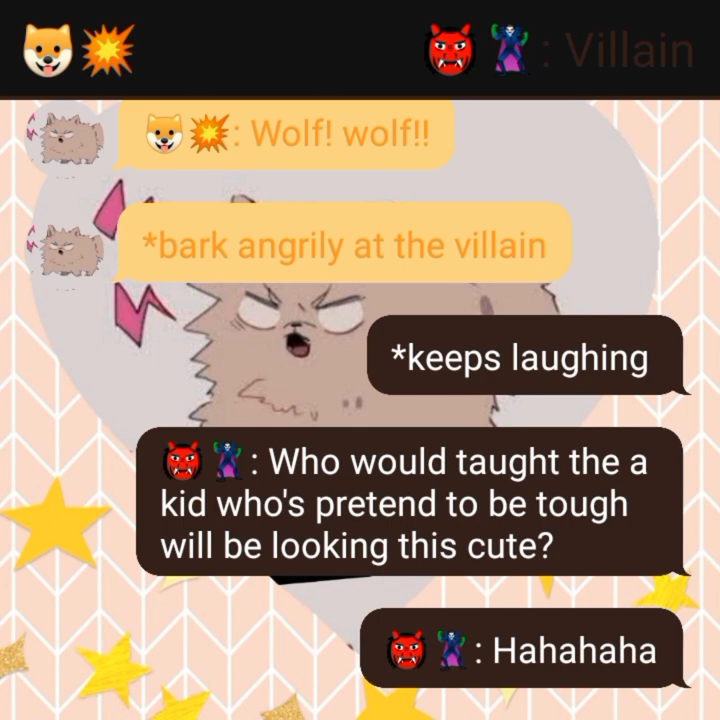 🐶💥
👹🦹: Villain
🐶💥: Wolf! wolf!!
*bark angrily at the villain
*keeps laughing
👹🦹: Who would taught the a
kid who's pretend to be tough
will be looking this cute?
👹🦹: Hahahaha